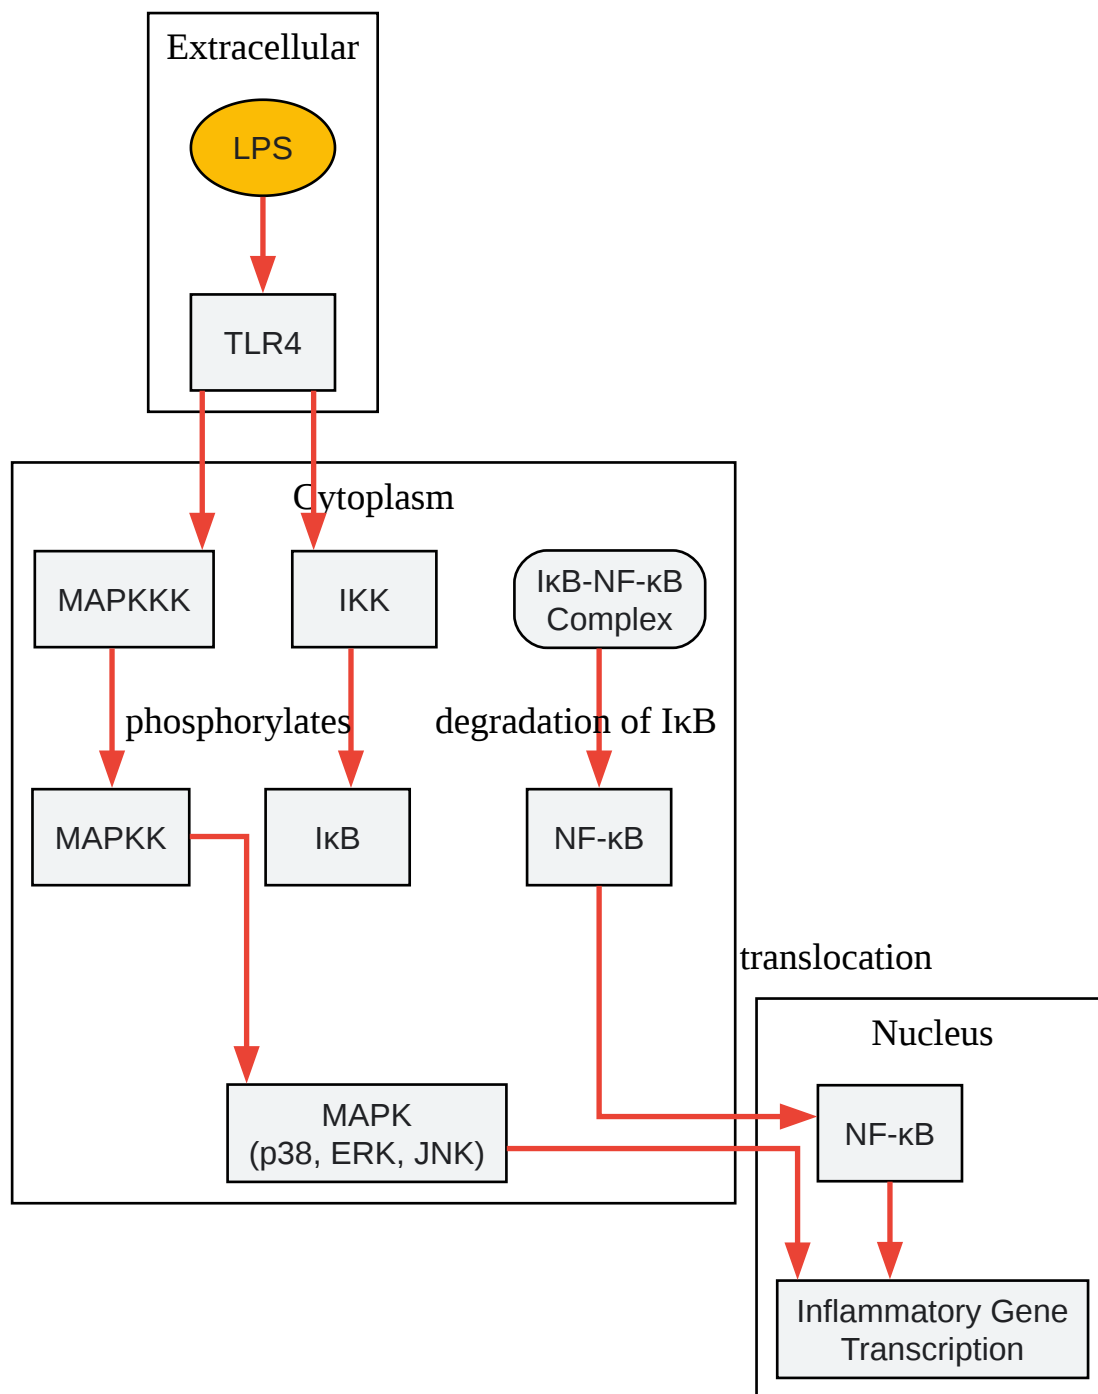 Extracellular
LPS
TLR4
Cytoplasm
MAPKKK
IKK
IκB-NF-κB
Complex
phosphorylates
degradation of IκB
MAPKK
IκB
NF-κB
translocation
Nucleus
MAPK
(p38, ERK, JNK)
NF-κB
Inflammatory Gene
Transcription